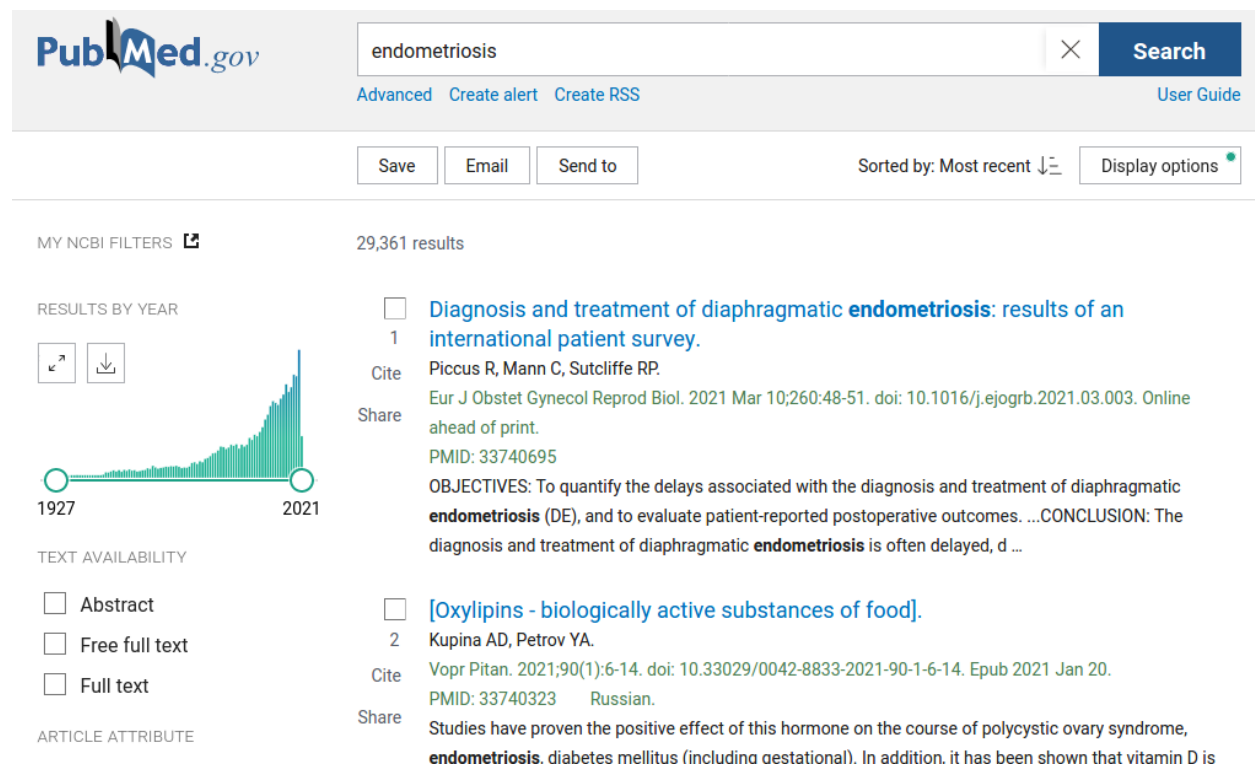 PubMed.gov
endometriosis
Search
Advanced Create alert Create RSS
User Guide
Save Email Send to
Sorted by: Most recent
Display options
MY NCBI FILTERS
29,361 results
RESULTS BY YEAR
1927 2021
TEXT AVAILABILITY
Abstract
Free full text
Full text
ARTICLE ATTRIBUTE
1
Cite
Share
Diagnosis and treatment of diaphragmatic endometriosis: results of an
international patient survey.
Piccus R, Mann C, Sutcliffe RP.
Eur J Obstet Gynecol Reprod Biol. 2021 Mar 10;260:48-51. doi: 10.1016/j.ejogrb.2021.03.003. Online
ahead of print.
PMID: 33740695
OBJECTIVES: To quantify the delays associated with the diagnosis and treatment of diaphragmatic
endometriosis (DE), and to evaluate patient-reported postoperative outcomes. ...CONCLUSION: The
diagnosis and treatment of diaphragmatic endometriosis is often delayed, d ...
2
Cite
Share
[Oxylipins - biologically active substances of food].
Kupina AD, Petrov YA.
Vopr Pitan. 2021;90(1):6-14. doi: 10.33029/0042-8833-2021-90-1-6-14. Epub 2021 Jan 20.
PMID: 33740323 Russian.
Studies have proven the positive effect of this hormone on the course of polycystic ovary syndrome,
endometriosis, diabetes mellitus (including gestational). In addition, it has been shown that vitamin D is